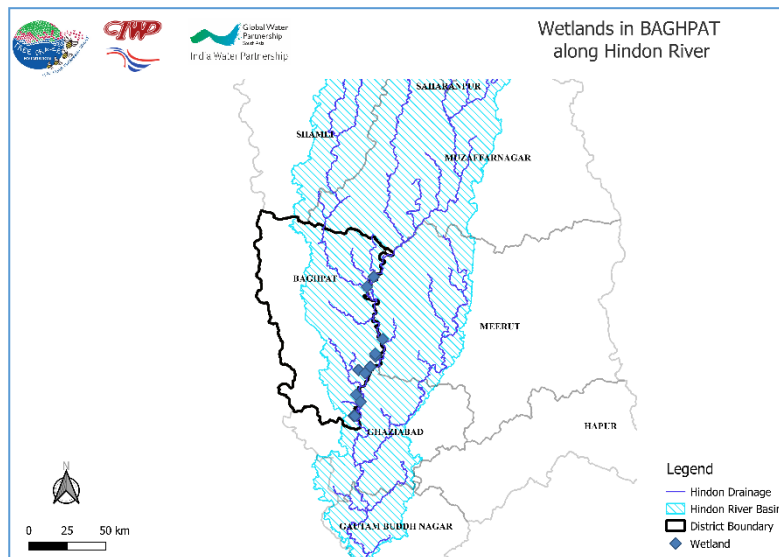 CIWP
Global Water
Partnership
South Asia
India Water Partnership
Wetlands in BAGHPAT
along Hindon River
SAHARANPUR
SHAMLI
MUZAFFARNAGAR
BAGHPAT
MEERUT
GHAZIABAD
HAPUR
GAUTAM BUDDH NAGAR
N
0 25 50 km
Legend
Hindon Drainage
Hindon River Basin
District Boundary
Wetland